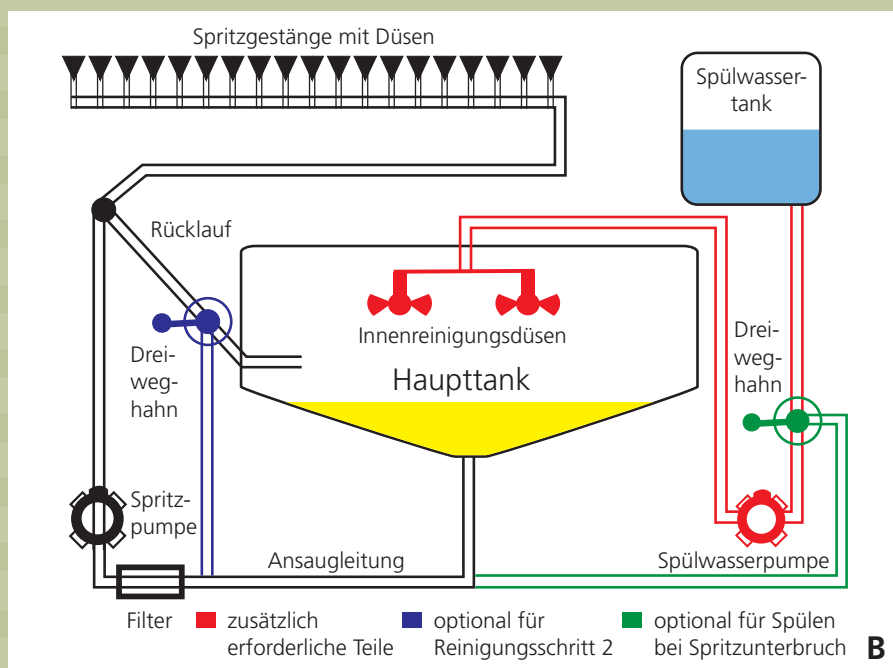 Spritzgestänge mit Düsen
Spülwasser-
tank
Rücklauf
Innenreinigungsdüsen
Drei-
weg-
hahn
Haupttank
Drei-
weg-
hahn
Spritz-
pumpe
Ansaugleitung
Spülwasserpumpe
Filter
zusätzlich
erforderliche Teile
optional für
Reinigungsschritt 2
optional für Spülen
bei Spritzunterbruch
B